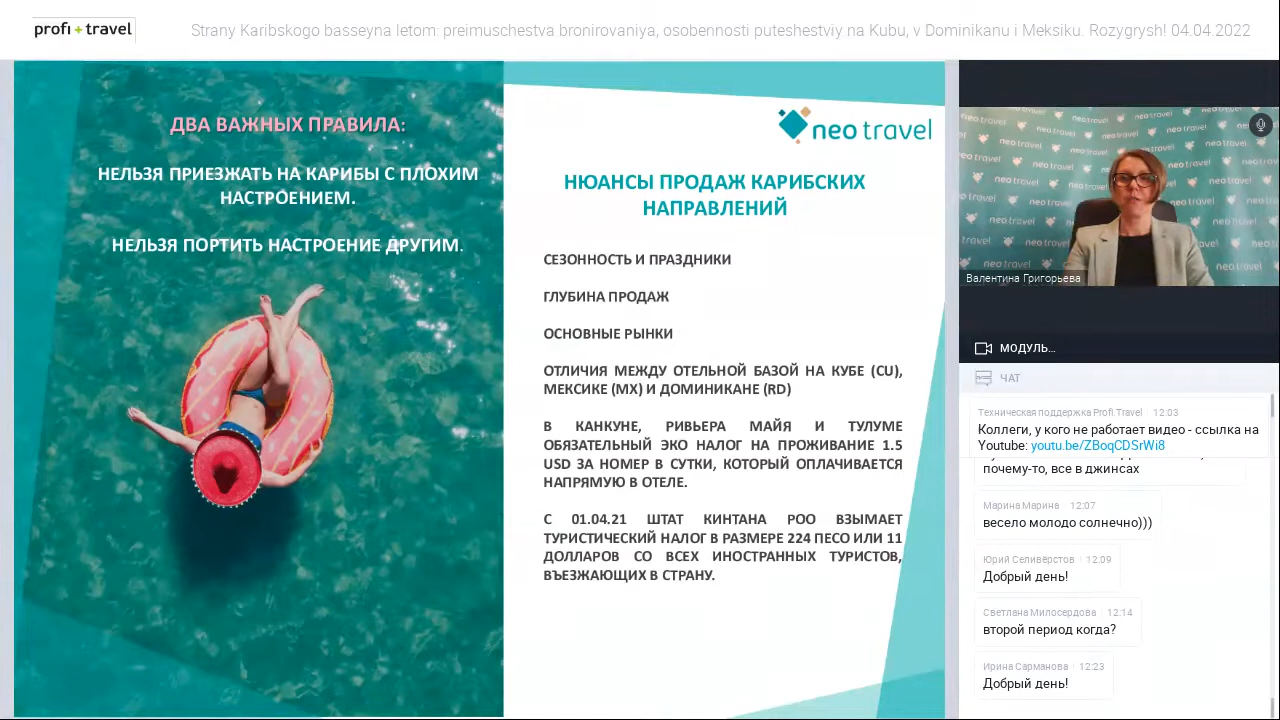 profi + travel
Strany Karibskogo basseyna letom: preimuschestva bronirovaniya, osobennosti puteshestviy na Kubu, v Dominikanu i Meksiku. Rozygrysh! 04.04.2022
ДВА ВАЖНЫХ ПРАВИЛА:
НЕЛЬЗЯ ПРИЕЗЖАТЬ НА КАРИБЫ С ПЛОХИМ
НАСТРОЕНИЕМ.
НЕЛЬЗЯ ПОРТИТЬ НАСТРОЕНИЕ ДРУГИМ.
neo travel
НЮАНСЫ ПРОДАЖ КАРИБСКИХ
НАПРАВЛЕНИЙ
СЕЗОННОСТЬ И ПРАЗДНИКИ
ГЛУБИНА ПРОДАЖ
ОСНОВНЫЕ РЫНКИ
ОТЛИЧИЯ МЕЖДУ ОТЕЛЬНОЙ БАЗОЙ НА КУБЕ (CU),
МЕКСИКЕ (MX) И ДОМИНИКАНЕ (RD)
В КАНКУНЕ, РИВЬЕРА МАЙЯ И ТУЛУМЕ
ОБЯЗАТЕЛЬНЫЙ ЭКО НАЛОГ НА ПРОЖИВАНИЕ 1.5
USD ЗА НОМЕР В СУТКИ, КОТОРЫЙ ОПЛАЧИВАЕТСЯ
НАПРЯМУЮ В ОТЕЛЕ.
С 01.04.21 ШТАТ КИНТАНА РОО ВЗЫМАЕТ
ТУРИСТИЧЕСКИЙ НАЛОГ В РАЗМЕРЕ 224 ПЕСО ИЛИ 11
ДОЛЛАРОВ СО ВСЕХ ИНОСТРАННЫХ ТУРИСТОВ,
ВЪЕЗЖАЮЩИХ В СТРАНУ.
Валентина Григорьева
МОДУЛЬ...
ЧАТ
Техническая поддержка Profi.Travel 12:03
Коллеги, у кого не работает видео - ссылка на
Youtube: youtu.be/ZBoqCDSrWi8
почему-то, все в джинсах
Марина Марина 12:07
весело молодо солнечно)))
Юрий Селивёрстов 12:09
Добрый день!
Светлана Милосердова 12:14
второй период когда?
Ирина Сарманова 12:23
Добрый день!